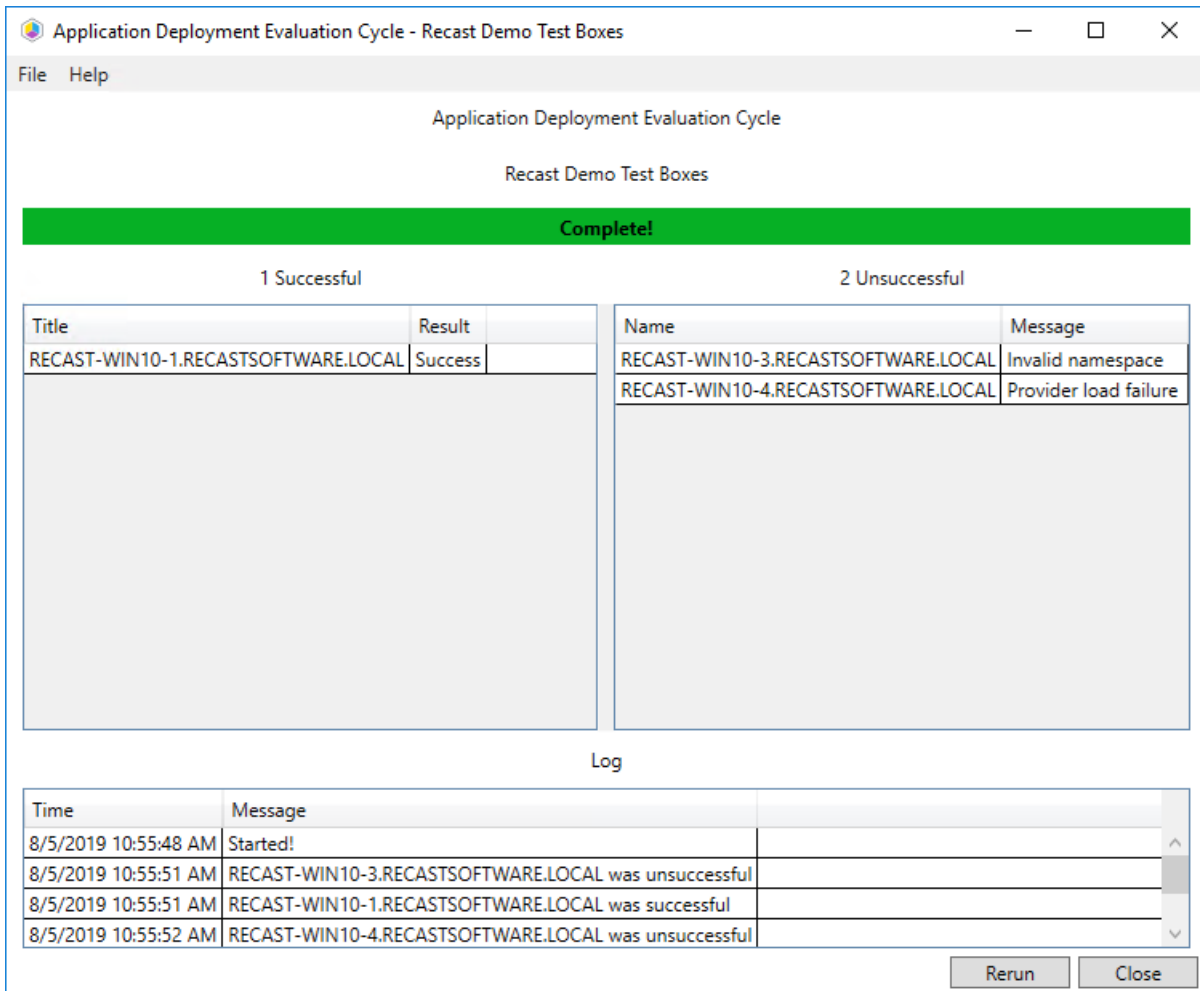 Application Deployment Evaluation Cycle - Recast Demo Test Boxes
File Help
Application Deployment Evaluation Cycle
Recast Demo Test Boxes
Complete!
1 Successful
2 Unsuccessful
Title Result
RECAST-WIN10-1.RECASTSOFTWARE.LOCAL Success
Name Message
RECAST-WIN10-3.RECASTSOFTWARE.LOCAL Invalid namespace
RECAST-WIN10-4.RECASTSOFTWARE.LOCAL Provider load failure
Log
Time Message
8/5/2019 10:55:48 AM Started!
8/5/2019 10:55:51 AM RECAST-WIN10-3.RECASTSOFTWARE.LOCAL was unsuccessful
8/5/2019 10:55:51 AM RECAST-WIN10-1.RECASTSOFTWARE.LOCAL was successful
8/5/2019 10:55:52 AM RECAST-WIN10-4.RECASTSOFTWARE.LOCAL was unsuccessful
Rerun Close